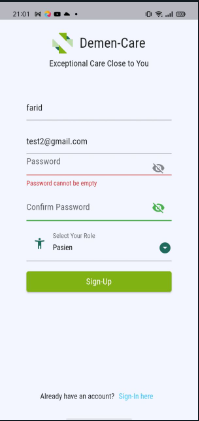 21:01
Demen-Care
Exceptional Care Close to You
farid
test2@gmail.com
Password
Password cannot be empty
Confirm Password
Select Your Role
Pasien
Sign-Up
Already have an account? Sign-In here